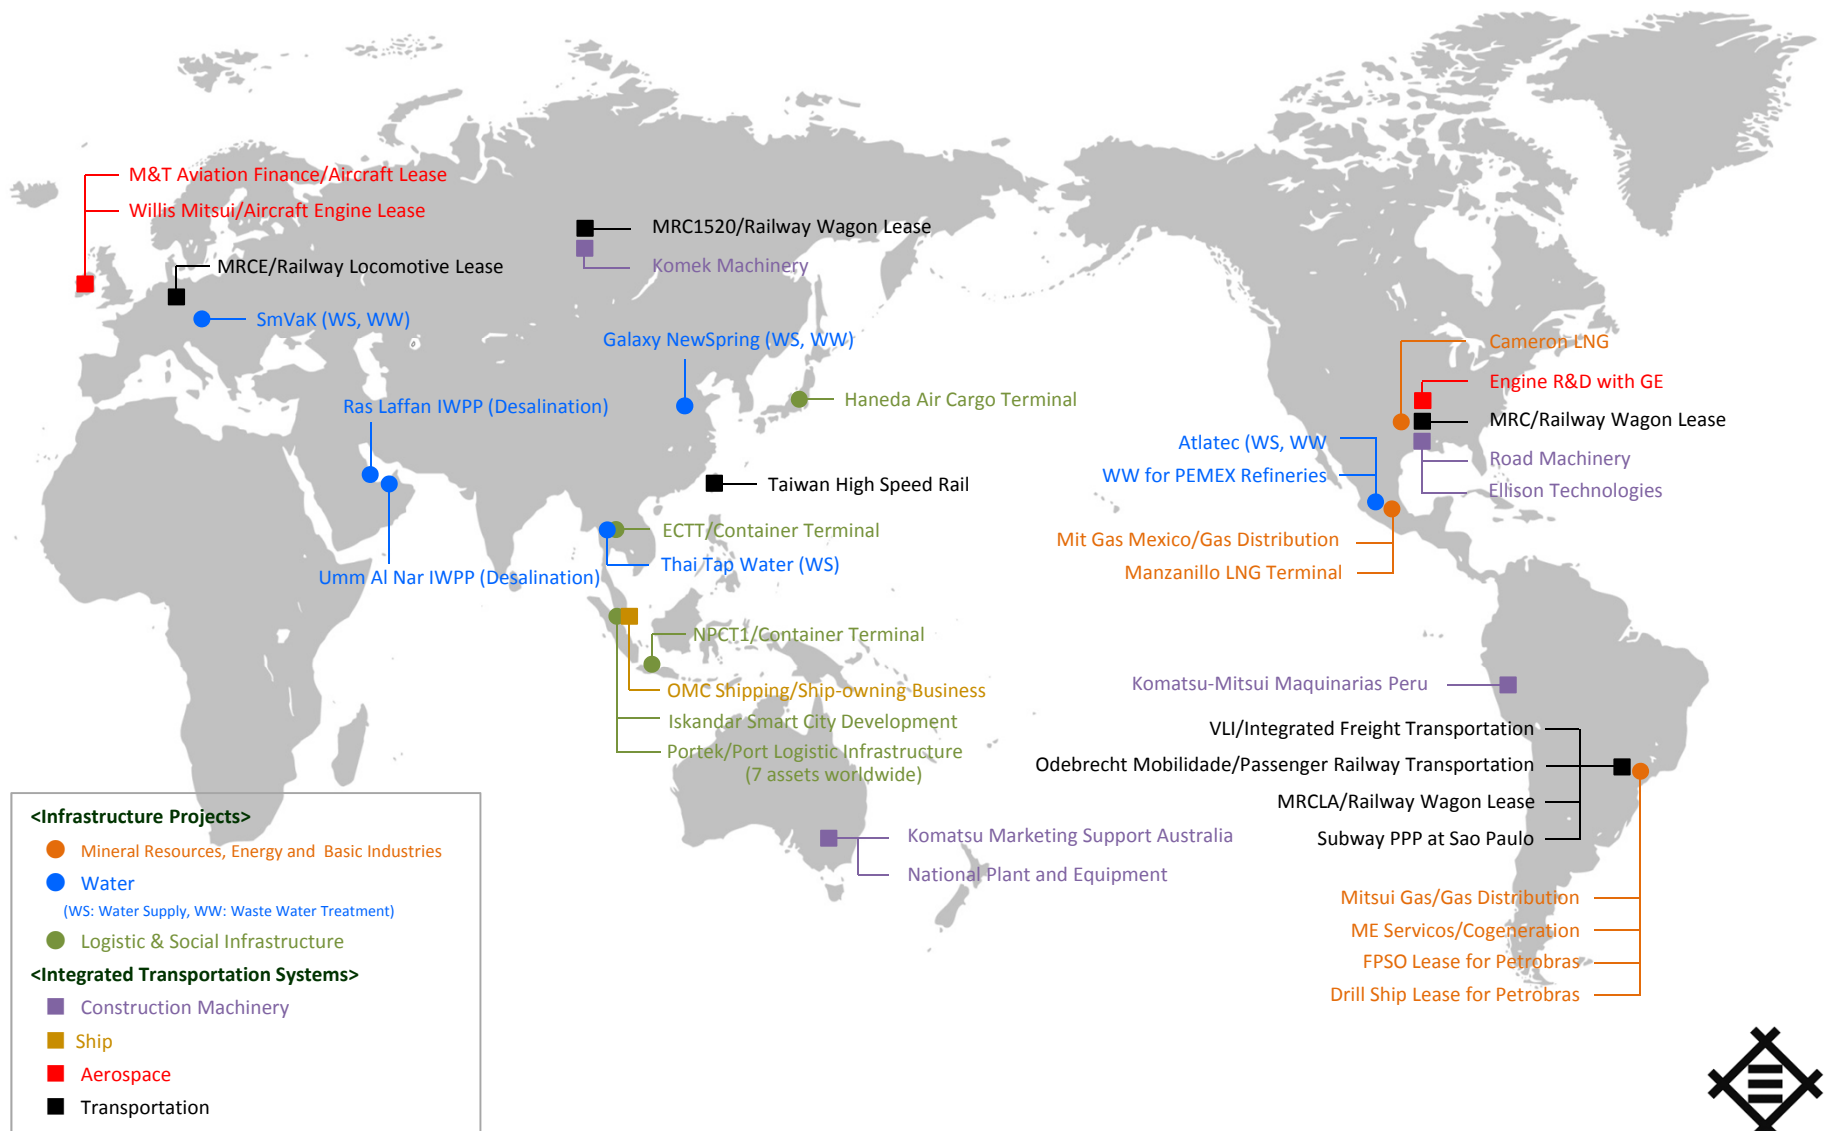 M&T Aviation Finance/Aircraft Lease
Willis Mitsui/Aircraft Engine Lease
MRC1520/Railway Wagon Lease
MRCE/Railway Locomotive Lease
Komek Machinery
SmVaK (WS, WW)
Galaxy NewSpring (WS, WW)
Cameron LNG
Engine R&D with GE
Ras Laffan IWPP (Desalination)
Haneda Air Cargo Terminal
MRC/Railway Wagon Lease
Atlatec (WS, WW
Road Machinery
WW for PEMEX Refineries
Taiwan High Speed Rail
Ellison Technologies
ECTT/Container Terminal
Mit Gas Mexico/Gas Distribution
Thai Tap Water (WS)
Umm Al Nar IWPP (Desalination)
Manzanillo LNG Terminal
NPCT1/Container Terminal
OMC Shipping/Ship-owning Business
Komatsu-Mitsui Maquinarias Peru
Iskandar Smart City Development
VLI/Integrated Freight Transportation
Portek/Port Logistic Infrastructure
(7 assets worldwide)
Odebrecht Mobilidade/Passenger Railway Transportation
MRCLA/Railway Wagon Lease
Komatsu Marketing Support Australia
Subway PPP at Sao Paulo
National Plant and Equipment
Mitsui Gas/Gas Distribution
ME Servicos/Cogeneration
FPSO Lease for Petrobras
Drill Ship Lease for Petrobras
<Infrastructure Projects>
Mineral Resources, Energy and Basic Industries
Water
(WS: Water Supply, WW: Waste Water Treatment)
Logistic & Social Infrastructure
<Integrated Transportation Systems>
Construction Machinery
Ship
Aerospace
Transportation